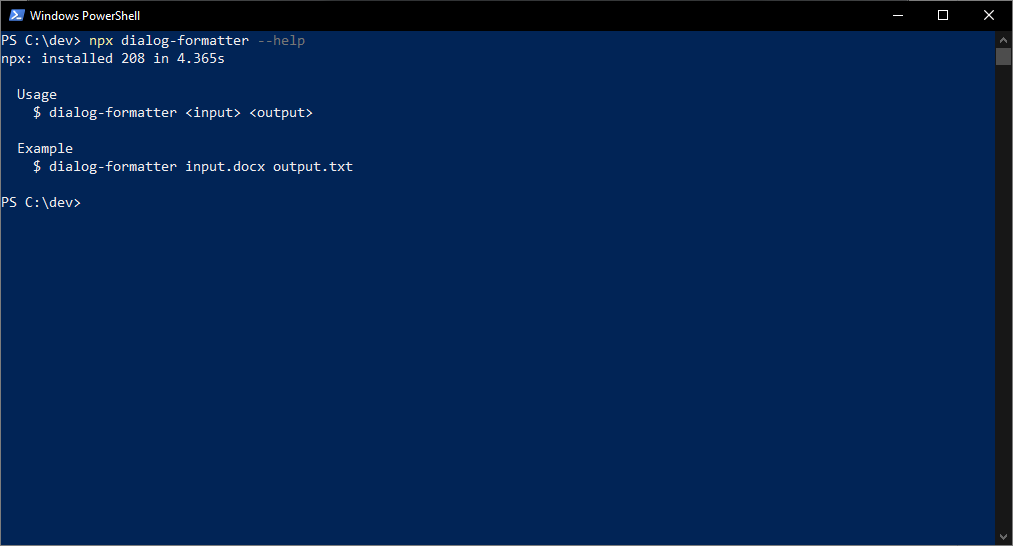 Windows PowerShell
PS C:\dev> npx dialog-formatter --help
npx: installed 208 in 4.365s
Usage
$ dialog-formatter <input> <output>
Example
$ dialog-formatter input.docx output.txt
PS C:\dev>